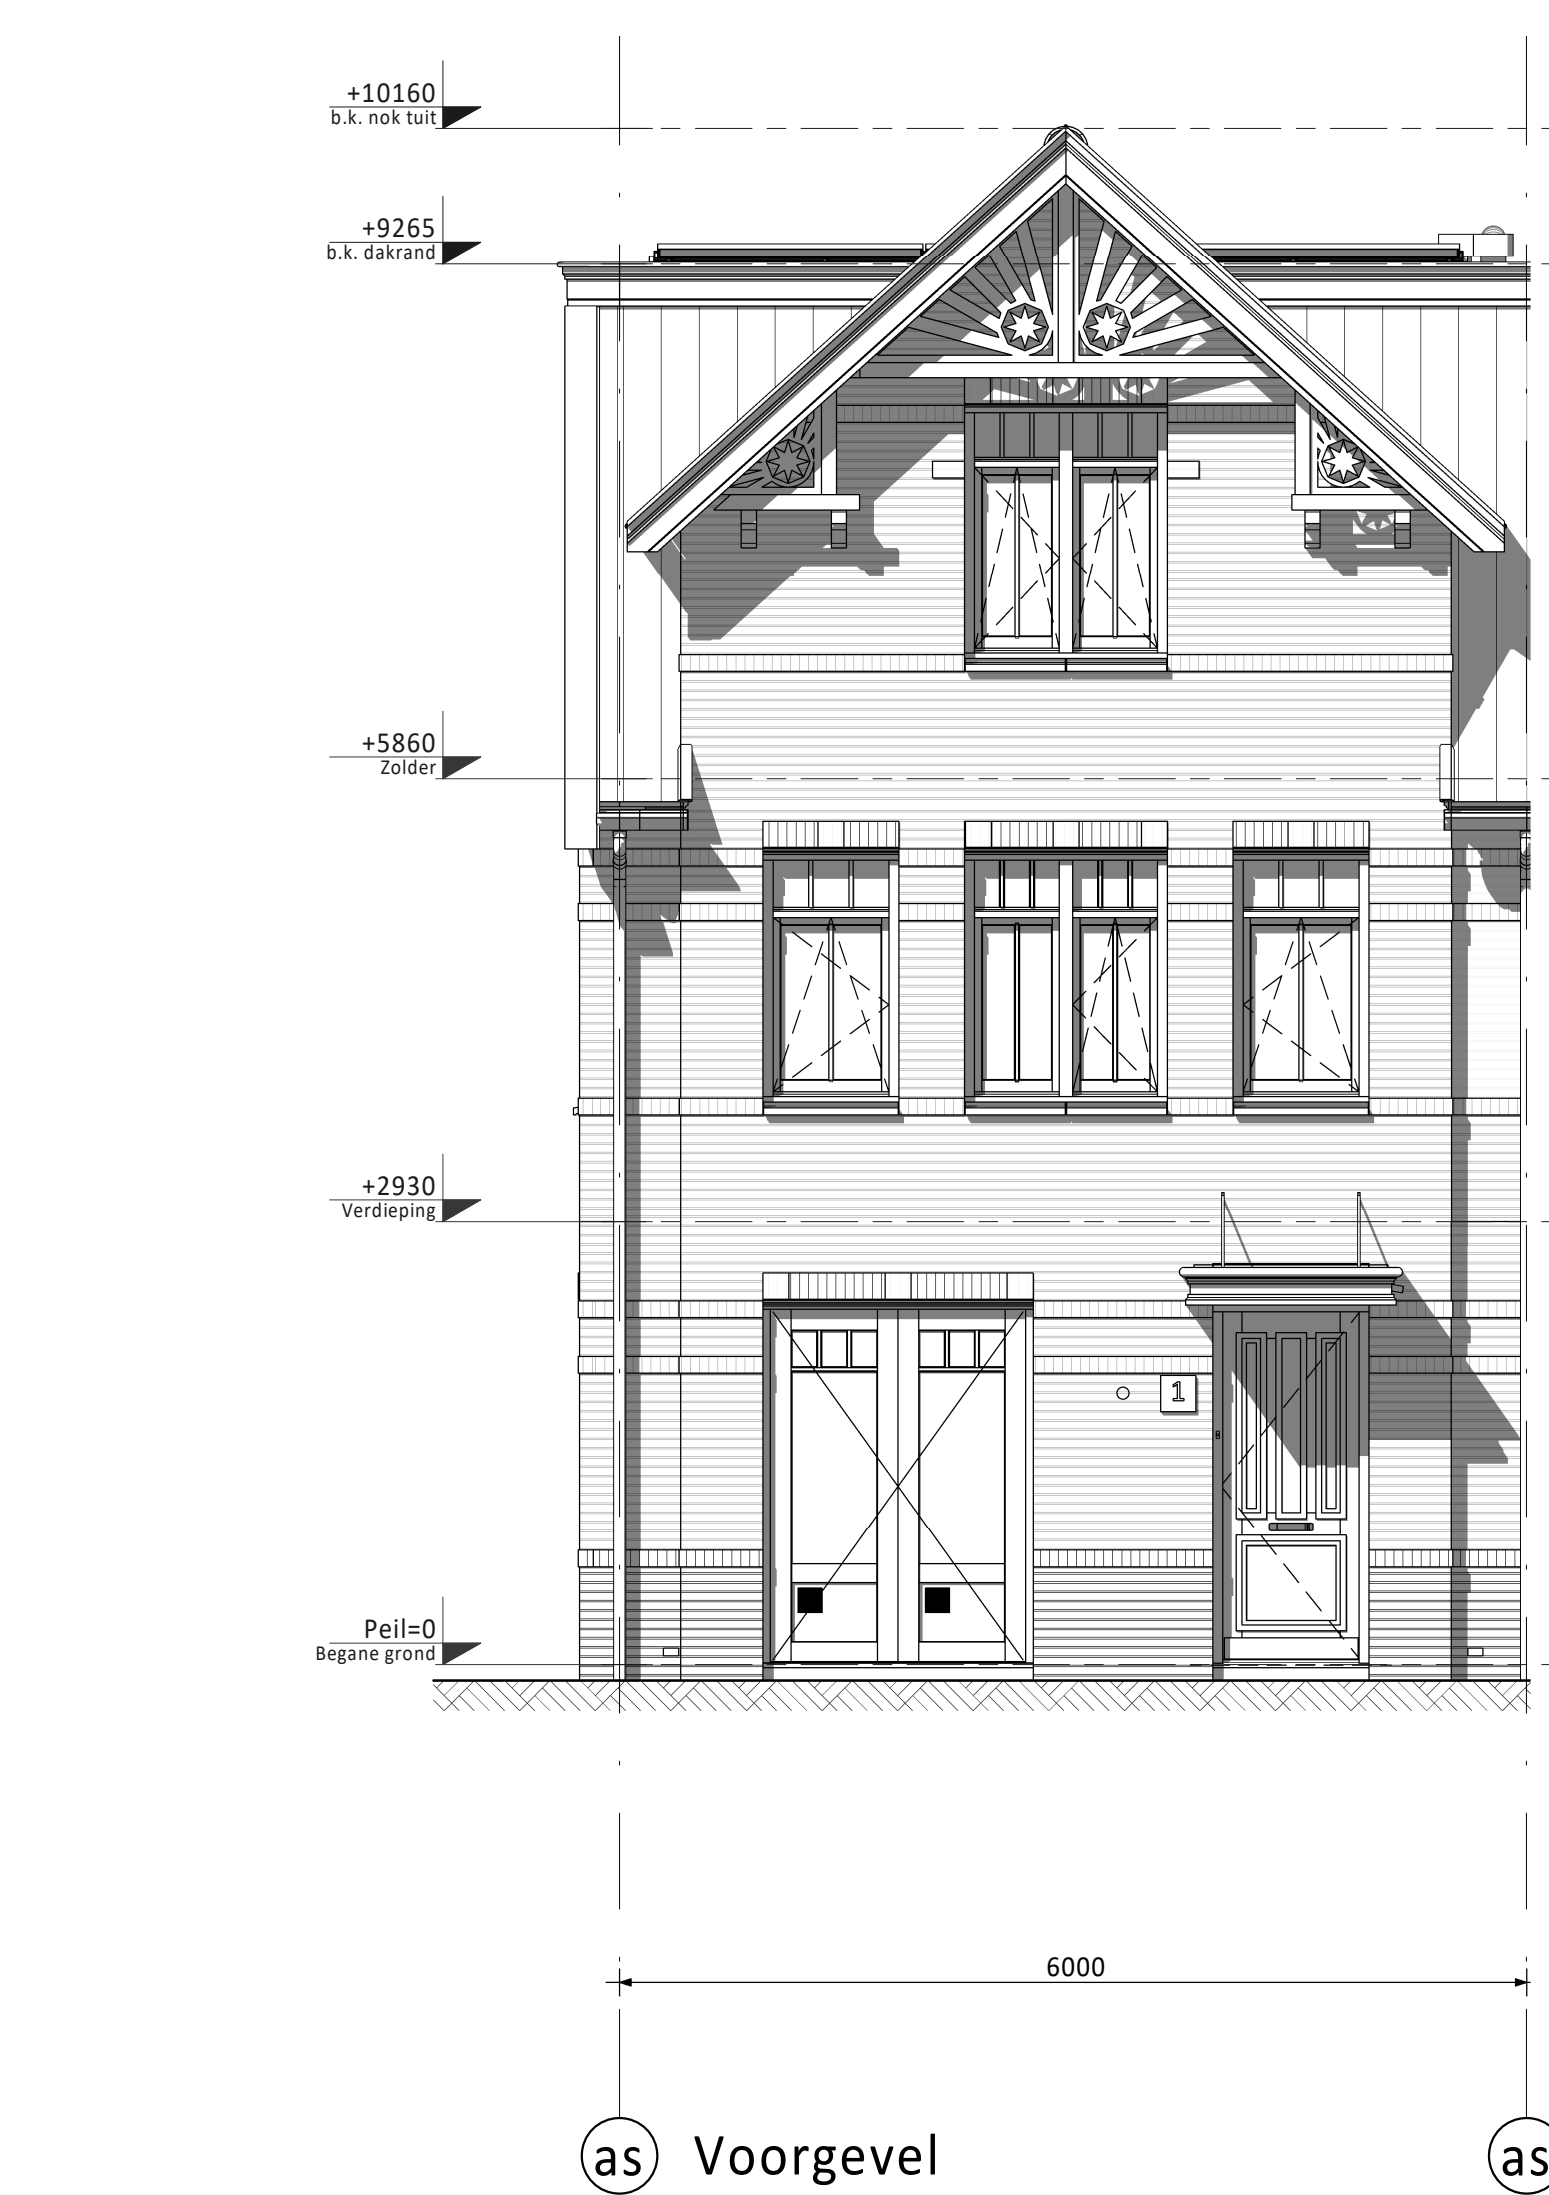 +10160
b.k. nok tuit
+9265
b.k. dakrand
+5860
Zolder
+2930
Verdieping
1
Peil=0
Begane grond
6000
as Voorgevel as